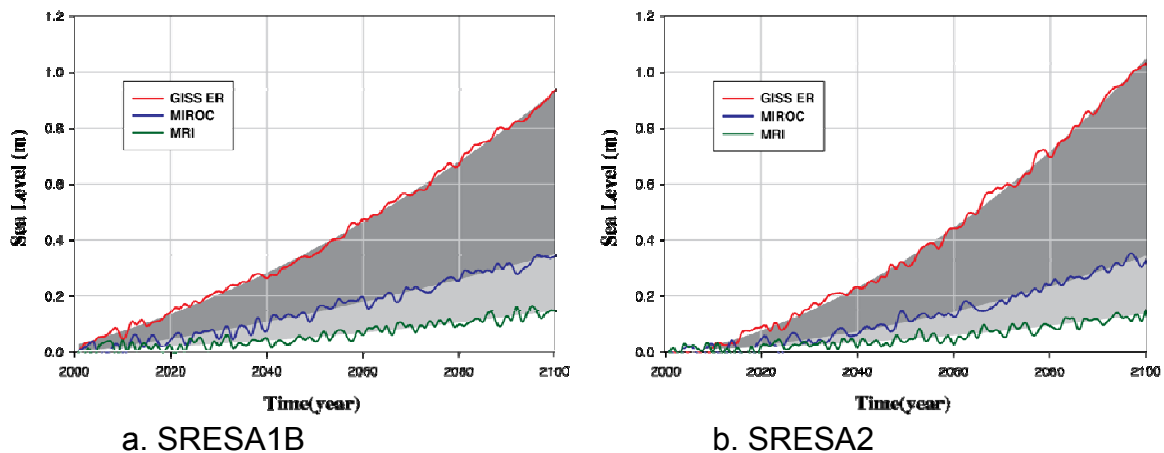 1.2
1.0
0.8
0.6
0.4
0.2
0.0
Sea Level (m)
GISS ER
MIROC
MRI
2000 2020 2040 2060 2080 2100
Time(year)
a. SRESA1B
1.2
1.0
0.8
0.6
0.4
0.2
0.0
Sea Level (m)
GISS ER
MIROC
MRI
2000 2020 2040 2060 2080 2100
Time(year)
b. SRESA2